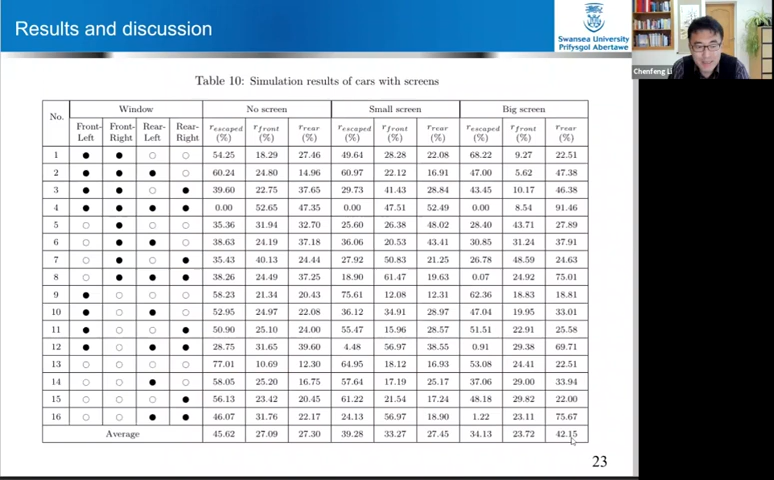 Results and discussion
Swansea University
Prifysgol Abertawe
Table 10: Simulation results of cars with screens
No. Window No screen Small screen Big screen
Front-Left Front-Right Rear-Left Rear-Right r_escaped (%) r_front (%) r_rear (%) r_escaped (%) r_front (%) r_rear (%) r_escaped (%) r_front (%) r_rear (%)
1 ● ● ○ ○ 54.25 18.29 27.46 49.64 28.28 22.08 68.22 9.27 22.51
2 ● ● ● ○ 60.24 24.80 14.96 60.97 22.12 16.91 47.00 5.62 47.38
3 ● ● ○ ● 39.60 22.75 37.65 29.73 41.43 28.84 43.45 10.17 46.38
4 ● ● ● ● 0.00 52.65 47.35 0.00 47.51 52.49 0.00 8.54 91.46
5 ○ ● ○ ○ 35.36 31.94 32.70 25.60 26.38 48.02 28.40 43.71 27.89
6 ○ ● ● ○ 38.63 24.19 37.18 36.06 20.53 43.41 30.85 31.24 37.91
7 ○ ● ○ ● 35.43 40.13 24.44 27.92 50.83 21.25 26.78 48.59 24.63
8 ○ ● ● ● 38.26 24.49 37.25 18.90 61.47 19.63 0.07 24.92 75.01
9 ● ○ ○ ○ 58.23 21.34 20.43 75.61 12.08 12.31 62.36 18.83 18.81
10 ● ○ ● ○ 52.95 24.97 22.08 36.12 34.91 28.97 47.04 19.95 33.01
11 ● ○ ○ ● 50.90 25.10 24.00 55.47 15.96 28.57 51.51 22.91 25.58
12 ● ○ ● ● 28.75 31.65 39.60 4.48 56.97 38.55 0.91 29.38 69.71
13 ○ ○ ○ ○ 77.01 10.69 12.30 64.95 18.12 16.93 53.08 24.41 22.51
14 ○ ○ ● ○ 58.05 25.20 16.75 57.64 17.19 25.17 37.06 29.00 33.94
15 ○ ○ ○ ● 56.13 23.42 20.45 61.22 21.54 17.24 48.18 29.82 22.00
16 ○ ○ ● ● 46.07 31.76 22.17 24.13 56.97 18.90 1.22 23.11 75.67
Average 45.62 27.09 27.30 39.28 33.27 27.45 34.13 23.72 42.15
23